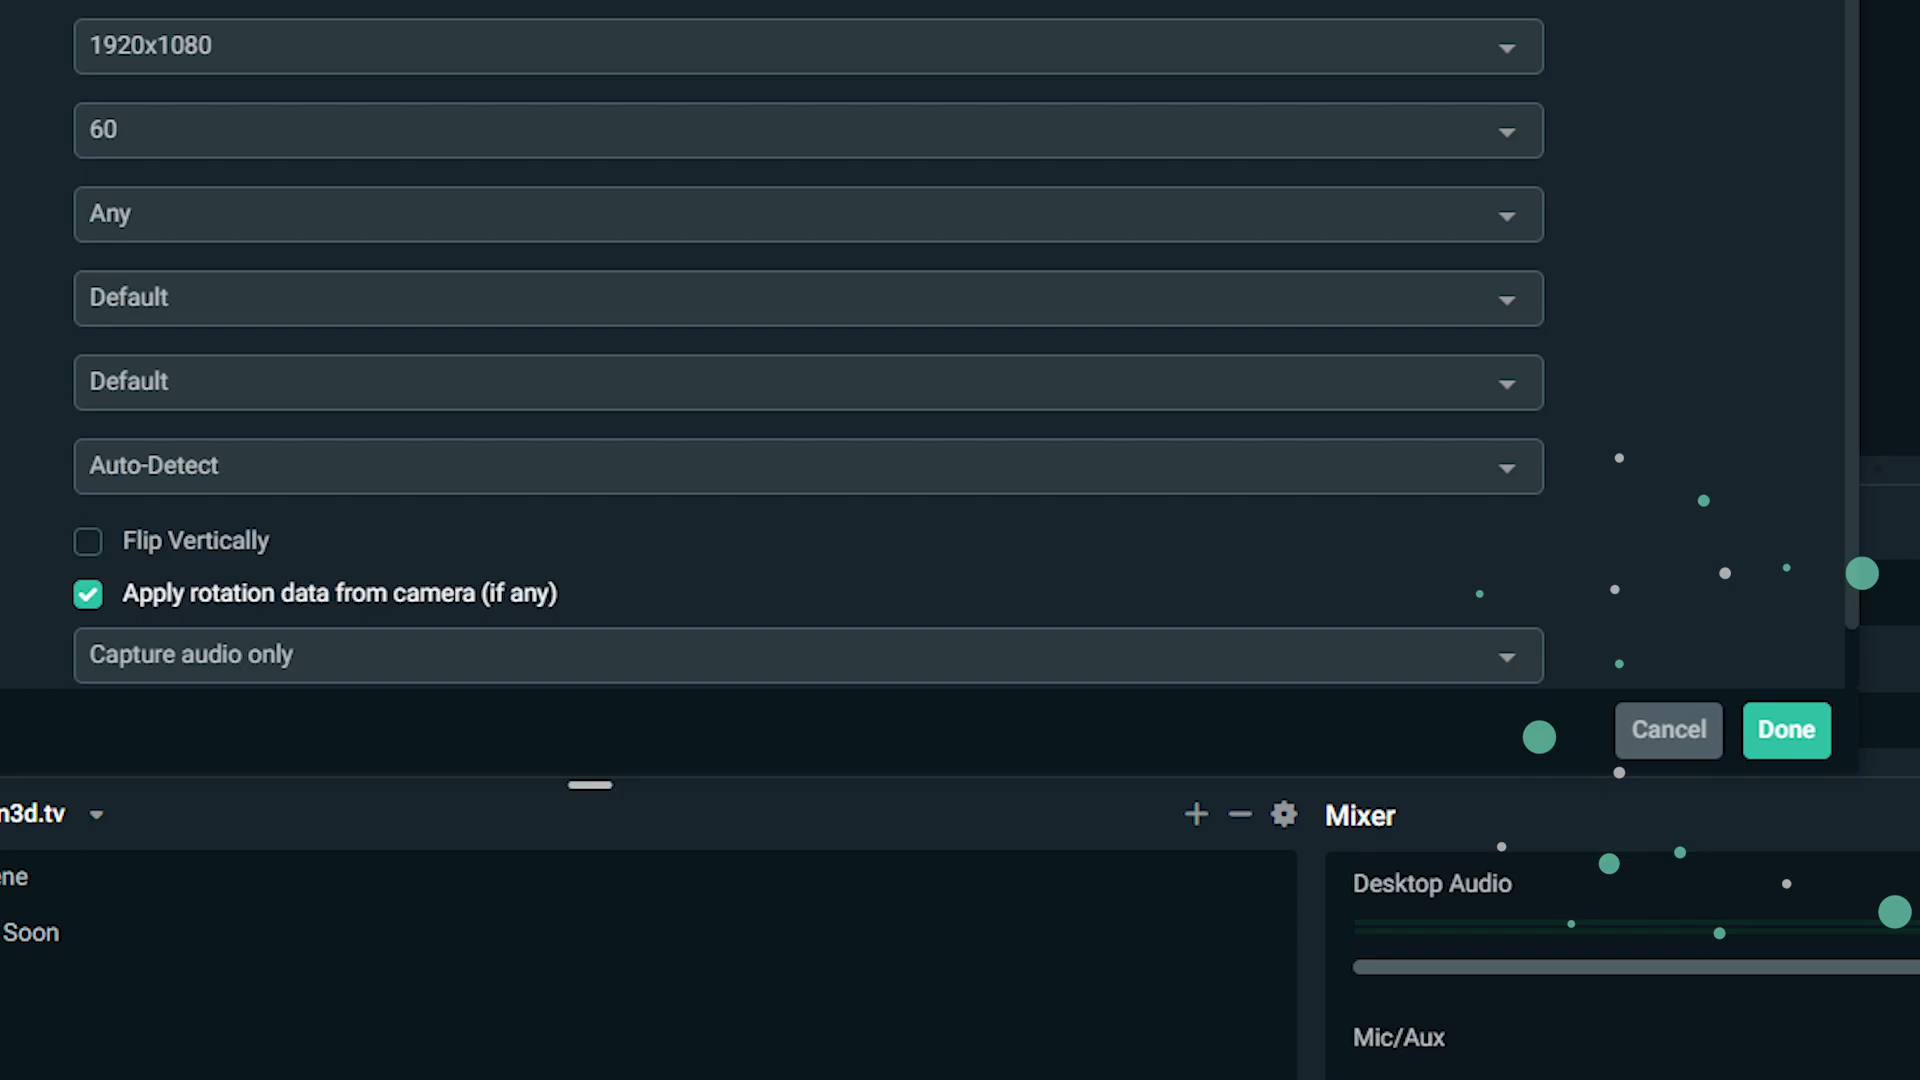 1920x1080
60
Any
Default
Default
Auto-Detect
Flip Vertically
Apply rotation data from camera (if any)
Capture audio only
Cancel
Done
n3d.tv
Mixer
ene
Soon
Desktop Audio
Mic/Aux